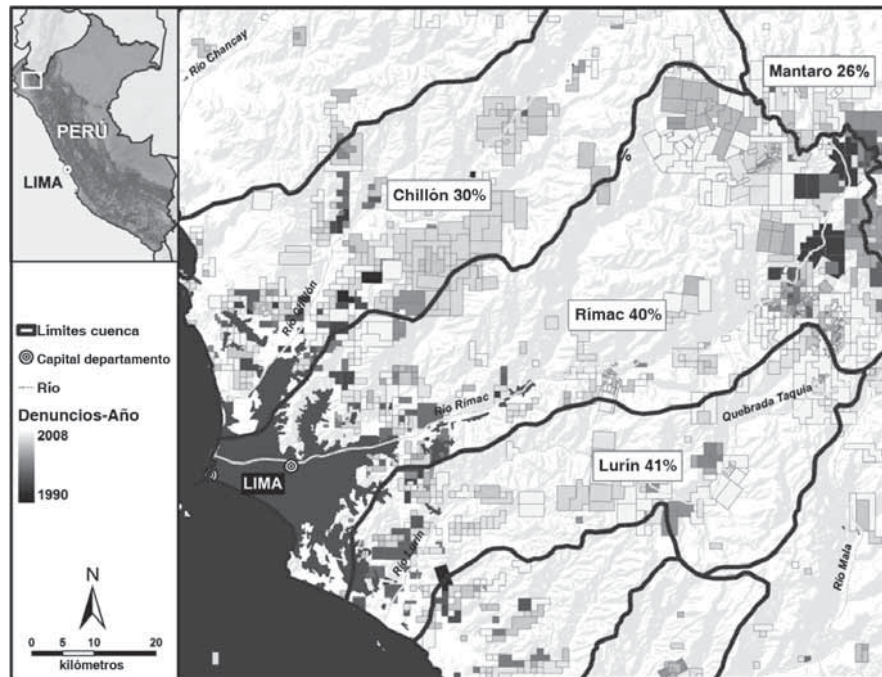 PERÚ
LIMA
Límites cuenca
Capital departamento
Río
Denuncios-Año
2008
1990
N
0 5 10 20
kilómetros
Río Chancay
Mantaro 26%
%
Chillón 30%
Río Chillón
Rímac 40%
Río Rímac
Quebrada Taquia
Lurín 41%
LIMA
Río Lurín
Río Mala